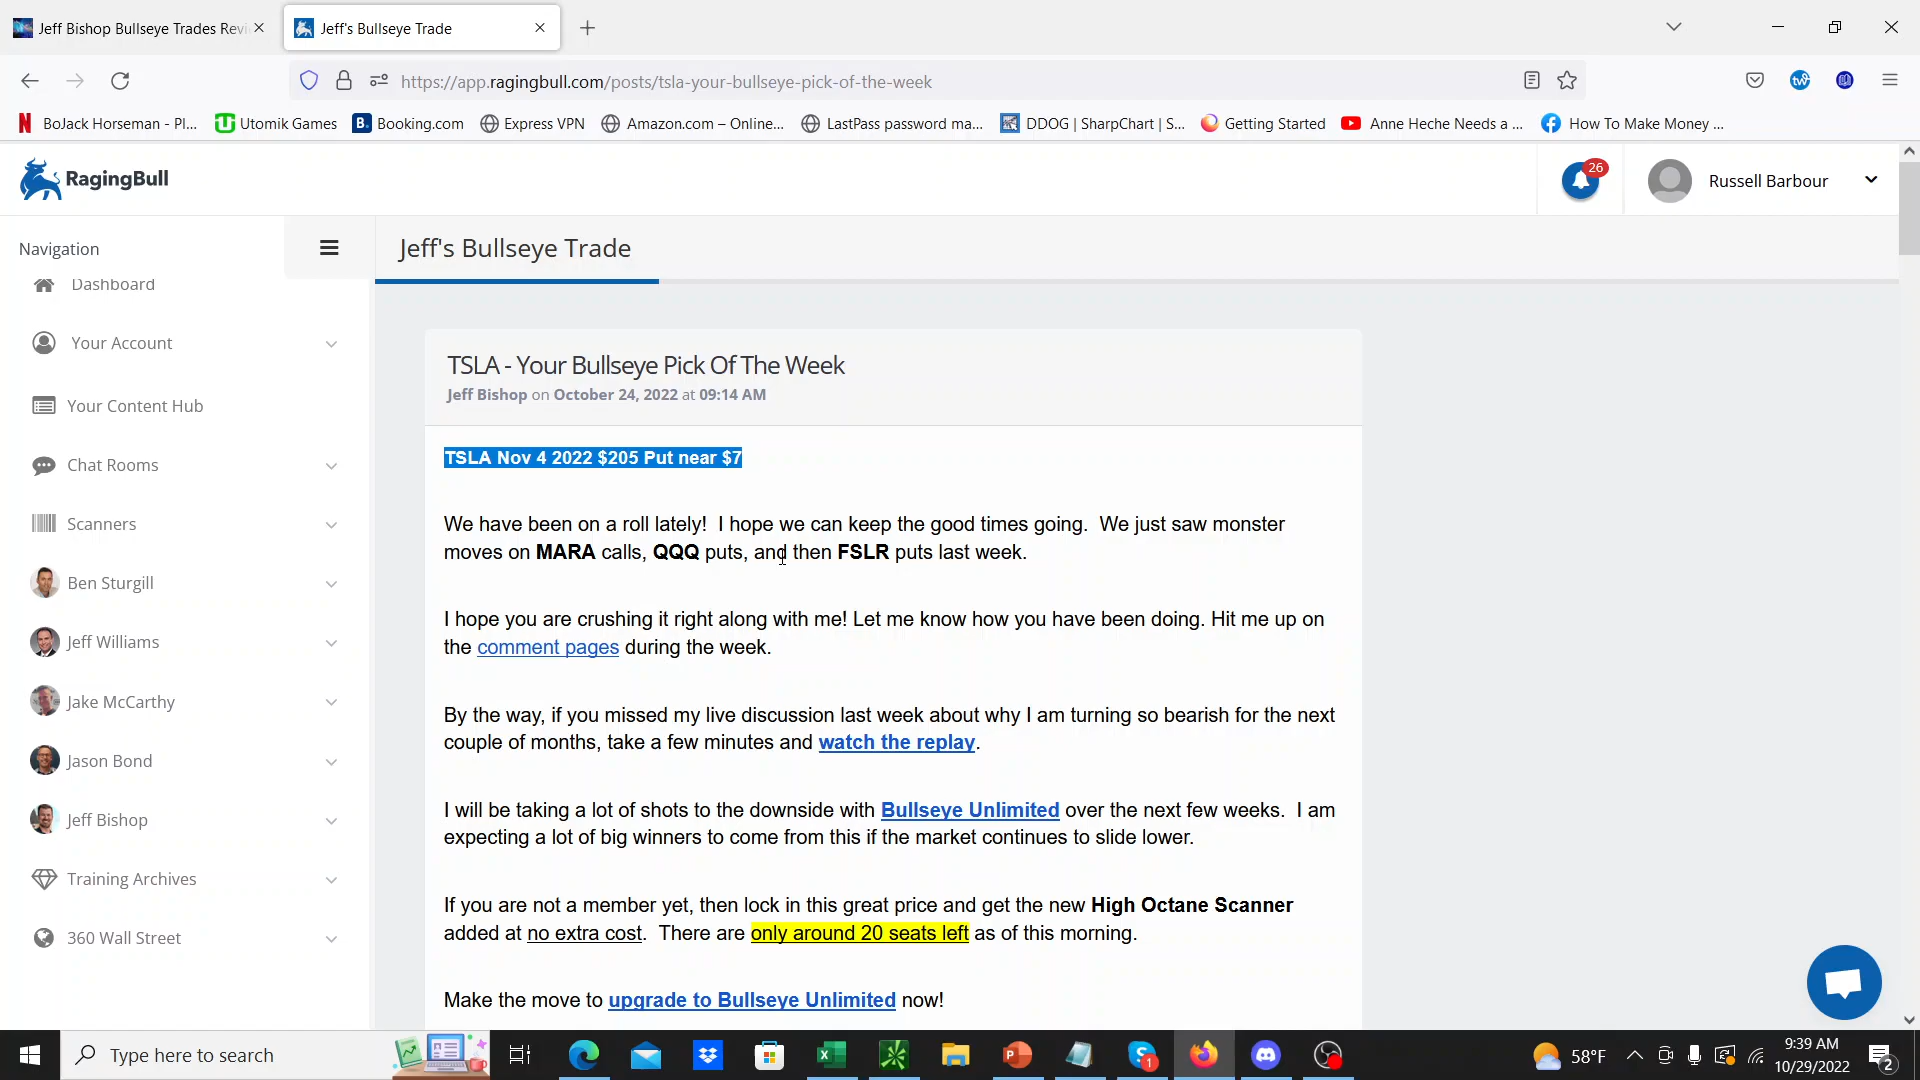 Jeff Bishop Bullseye Trades Revi
Jeff's Bullseye Trade
https://app.ragingbull.com/posts/tsla-your-bullseye-pick-of-the-week
BoJack Horseman - Pl...
Utomik Games
Booking.com
Express VPN
Amazon.com – Online...
LastPass password ma...
DDOG | SharpChart | S...
Getting Started
Anne Heche Needs a ...
How To Make Money ...
RagingBull
26
Russell Barbour
Navigation
Jeff's Bullseye Trade
Dashboard
Your Account
Your Content Hub
Chat Rooms
Scanners
Ben Sturgill
Jeff Williams
Jake McCarthy
Jason Bond
Jeff Bishop
Training Archives
360 Wall Street
TSLA - Your Bullseye Pick Of The Week
Jeff Bishop on October 24, 2022 at 09:14 AM
TSLA Nov 4 2022 $205 Put near $7
We have been on a roll lately!  I hope we can keep the good times going.  We just saw monster
moves on MARA calls, QQQ puts, and then FSLR puts last week.
I hope you are crushing it right along with me! Let me know how you have been doing. Hit me up on
the comment pages during the week.
By the way, if you missed my live discussion last week about why I am turning so bearish for the next
couple of months, take a few minutes and watch the replay.
I will be taking a lot of shots to the downside with Bullseye Unlimited over the next few weeks.  I am
expecting a lot of big winners to come from this if the market continues to slide lower.
If you are not a member yet, then lock in this great price and get the new High Octane Scanner
added at no extra cost.  There are only around 20 seats left as of this morning.
Make the move to upgrade to Bullseye Unlimited now!
Type here to search
58°F
9:39 AM
10/29/2022
2